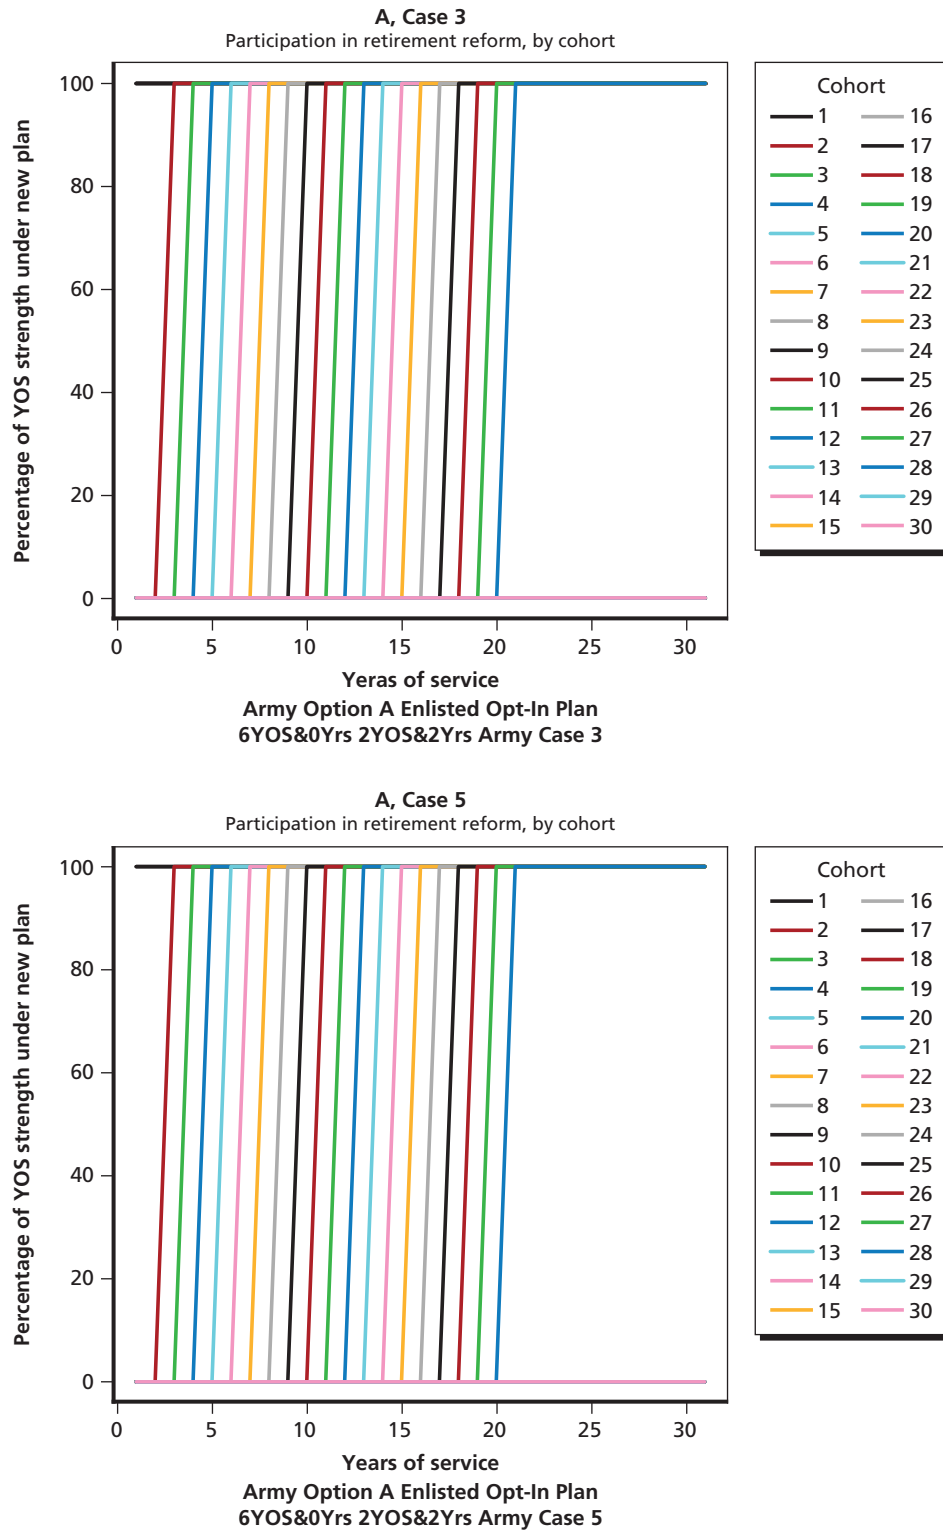 A, Case 3
Participation in retirement reform, by cohort
Percentage of YOS strength under new plan
100
80
60
40
20
0
0 5 10 15 20 25 30
Yeras of service
Army Option A Enlisted Opt-In Plan
6YOS&0Yrs 2YOS&2Yrs Army Case 3
Cohort
1 16
2 17
3 18
4 19
5 20
6 21
7 22
8 23
9 24
10 25
11 26
12 27
13 28
14 29
15 30
A, Case 5
Participation in retirement reform, by cohort
Percentage of YOS strength under new plan
100
80
60
40
20
0
0 5 10 15 20 25 30
Years of service
Army Option A Enlisted Opt-In Plan
6YOS&0Yrs 2YOS&2Yrs Army Case 5
Cohort
1 16
2 17
3 18
4 19
5 20
6 21
7 22
8 23
9 24
10 25
11 26
12 27
13 28
14 29
15 30